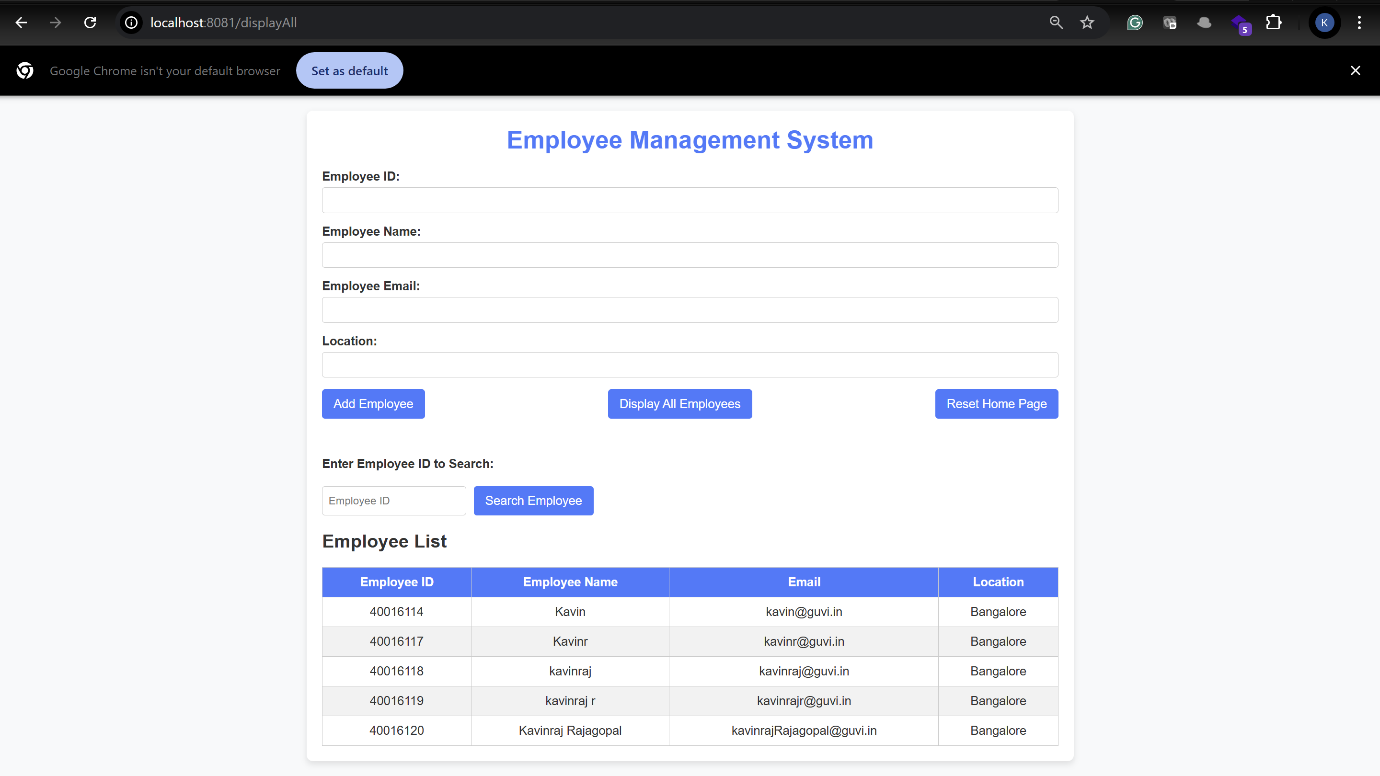 localhost:8081/displayAll
G
S
K
Google Chrome isn't your default browser Set as default
Employee Management System
Employee ID:
Employee Name:
Employee Email:
Location:
Add Employee Display All Employees Reset Home Page
Enter Employee ID to Search:
Employee ID Search Employee
Employee List
Employee ID Employee Name Email Location
40016114 Kavin kavin@guvi.in Bangalore
40016117 Kavinr kavinr@guvi.in Bangalore
40016118 kavinraj kavinraj@guvi.in Bangalore
40016119 kavinraj r kavinrajr@guvi.in Bangalore
40016120 Kavinraj Rajagopal kavinrajRajagopal@guvi.in Bangalore